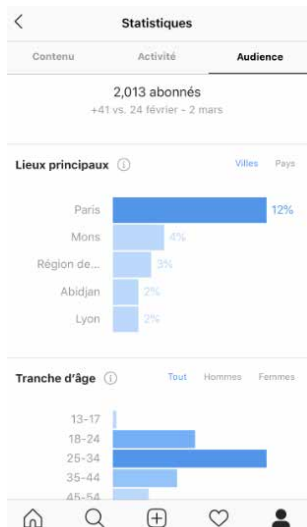 Statistiques
Contenu Activité Audience
2,013 abonnés
+41 vs. 24 février - 2 mars
Lieux principaux Villes Pays
Paris 12%
Mons 4%
Région de... 3%
Abidjan 2%
Lyon 2%
Tranche d'âge Tout Hommes Femmes
13-17
18-24
25-34
35-44
45-54